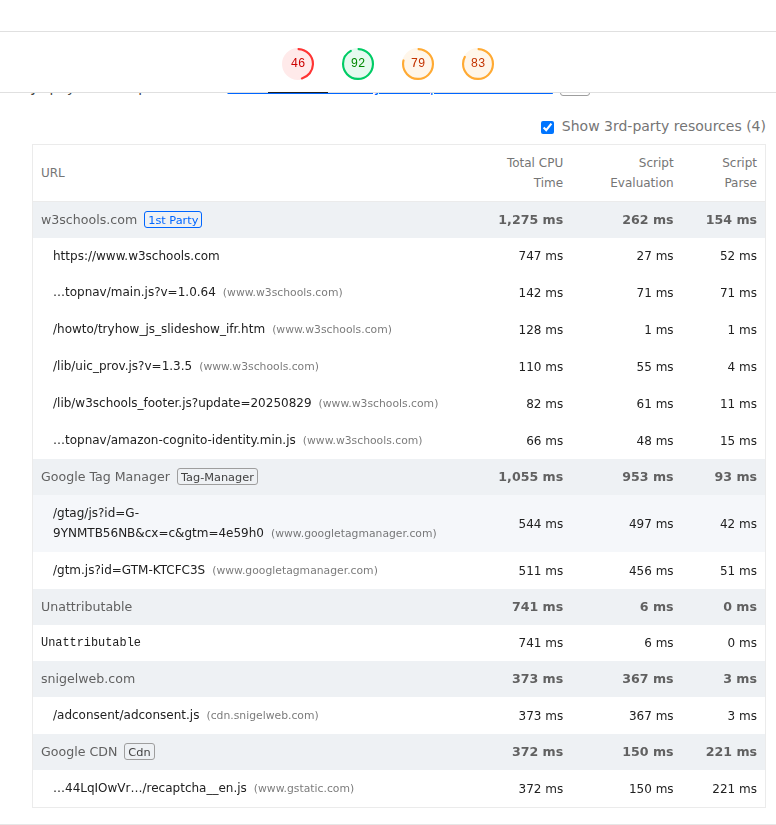 46 92 79 83
Show 3rd-party resources (4)
URL Total CPU Time Script Evaluation Script Parse
w3schools.com 1st Party 1,275 ms 262 ms 154 ms
https://www.w3schools.com 747 ms 27 ms 52 ms
…topnav/main.js?v=1.0.64 (www.w3schools.com) 142 ms 71 ms 71 ms
/howto/tryhow_js_slideshow_ifr.htm (www.w3schools.com) 128 ms 1 ms 1 ms
/lib/uic_prov.js?v=1.3.5 (www.w3schools.com) 110 ms 55 ms 4 ms
/lib/w3schools_footer.js?update=20250829 (www.w3schools.com) 82 ms 61 ms 11 ms
…topnav/amazon-cognito-identity.min.js (www.w3schools.com) 66 ms 48 ms 15 ms
Google Tag Manager Tag-Manager 1,055 ms 953 ms 93 ms
/gtag/js?id=G-
9YNMTB56NB&cx=c&gtm=4e59h0 (www.googletagmanager.com) 544 ms 497 ms 42 ms
/gtm.js?id=GTM-KTCFC3S (www.googletagmanager.com) 511 ms 456 ms 51 ms
Unattributable 741 ms 6 ms 0 ms
Unattributable 741 ms 6 ms 0 ms
snigelweb.com 373 ms 367 ms 3 ms
/adconsent/adconsent.js (cdn.snigelweb.com) 373 ms 367 ms 3 ms
Google CDN Cdn 372 ms 150 ms 221 ms
…44LqIOwVr…/recaptcha__en.js (www.gstatic.com) 372 ms 150 ms 221 ms